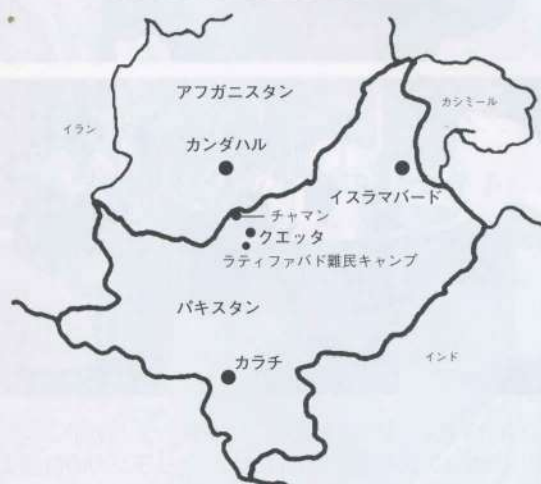 アフガニスタン
カシミール
イラン
カンダハル
イスラマバード
チャマン
クエッタ
ラティファバド難民キャンプ
パキスタン
インド
カラチ